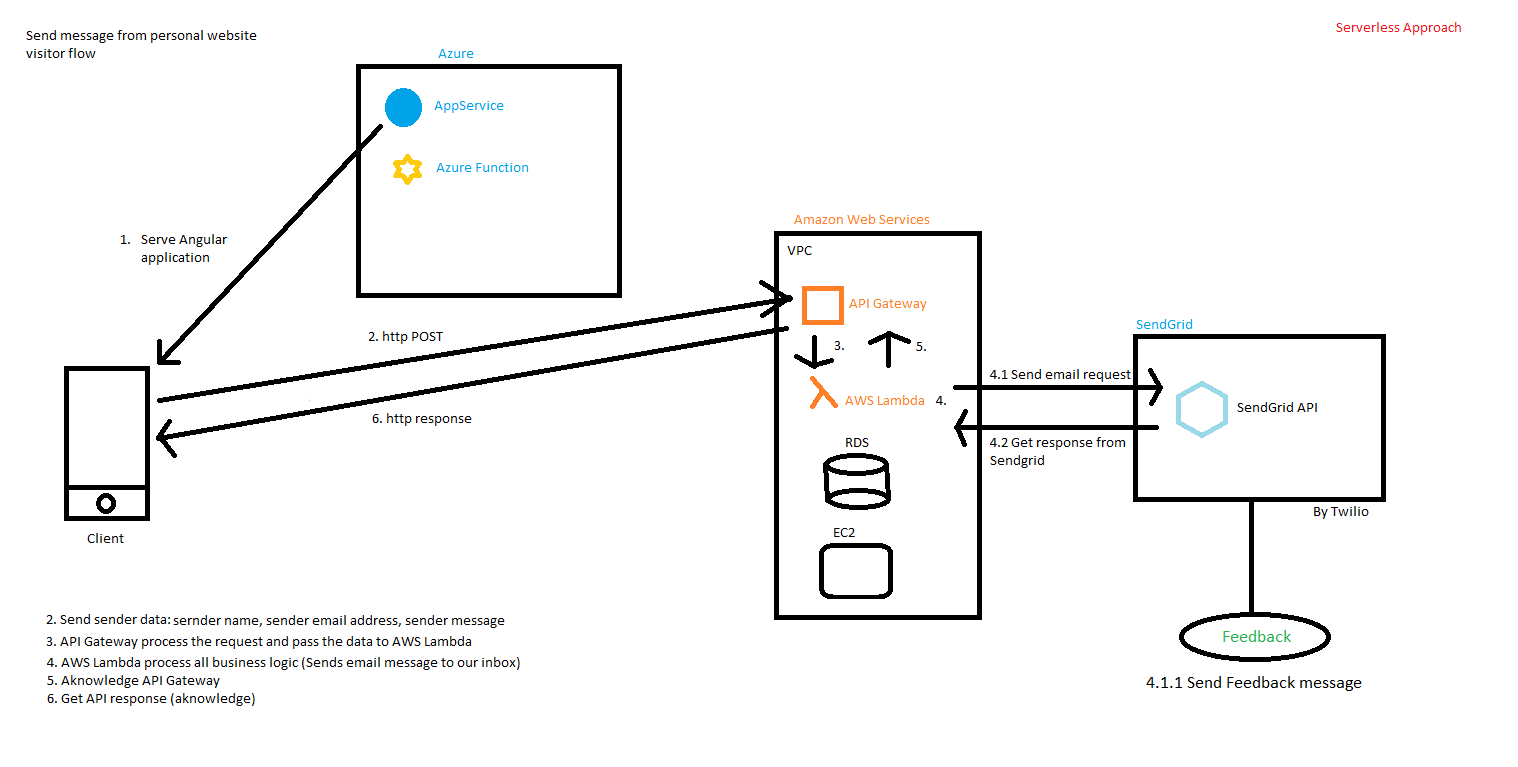 Send message from personal website
visitor flow
Serverless Approach
Azure
AppService
Azure Function
1. Serve Angular
application
Amazon Web Services
VPC
API Gateway
2. http POST
3.
5.
SendGrid
4.1 Send email request
AWS Lambda 4.
SendGrid API
6. http response
4.2 Get response from
Sendgrid
RDS
By Twilio
EC2
Client
2. Send sender data: sernder name, sender email address, sender message
3. API Gateway process the request and pass the data to AWS Lambda
4. AWS Lambda process all business logic (Sends email message to our inbox)
5. Aknowledge API Gateway
6. Get API response (aknowledge)
Feedback
4.1.1 Send Feedback message